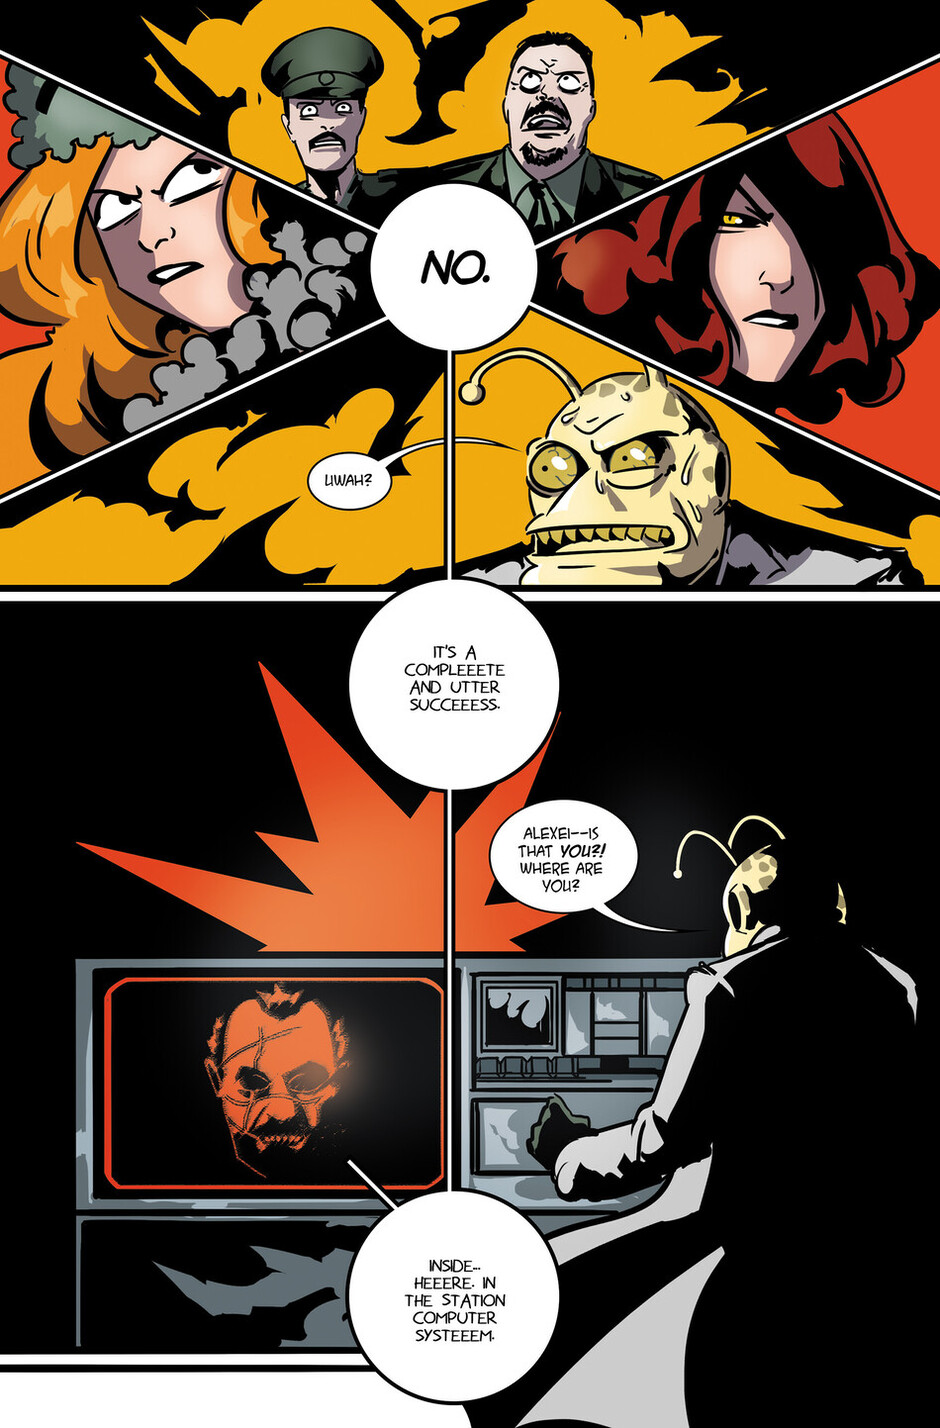 NO.
UWAH?
IT'S A
COMPLEEETE
AND UTTER
SUCCEEESS.
ALEXEI--IS
THAT YOU?!
WHERE ARE
YOU?
INSIDE...
HEEERE. IN
THE STATION
COMPUTER
SYSTEEEM.